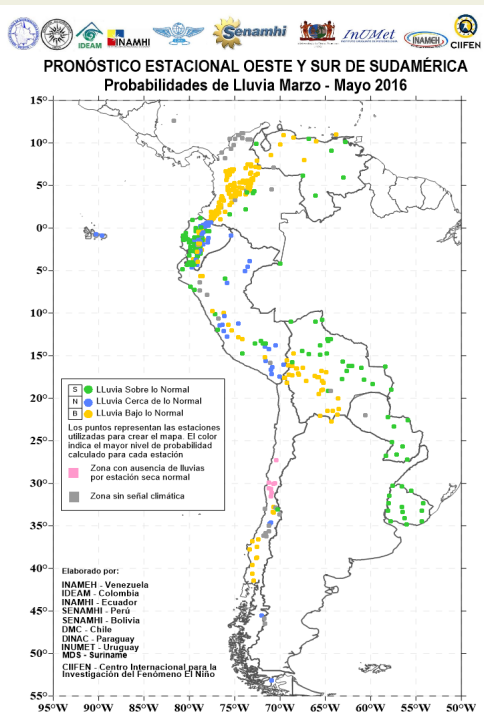 IDEAM
INAMHI
Senamhi
InUMet
INAMEH
CIIFEN
PRONÓSTICO ESTACIONAL OESTE Y SUR DE SUDAMÉRICA
Probabilidades de Lluvia Marzo - Mayo 2016
15°
10°
5°
0°
5°
10°
15°
20°
25°
30°
35°
40°
45°
50°
55°
S LLuvia Sobre lo Normal
N LLuvia Cerca de lo Normal
B LLuvia Bajo lo Normal
Los puntos representan las estaciones
utilizadas para crear el mapa. El color
indica el mayor nivel de probabilidad
calculado para cada estación
Zona con ausencia de lluvias
por estación seca normal
Zona sin señal climática
Elaborado por:
INAMEH - Venezuela
IDEAM - Colombia
INAMHI - Ecuador
SENAMHI - Perú
SENAMHI - Bolivia
DMC - Chile
DINAC - Paraguay
INUMET - Uruguay
MDS - Suriname
CIIFEN - Centro Internacional para la
Investigación del Fenómeno El Niño
95°W 90°W 85°W 80°W 75°W 70°W 65°W 60°W 55°W 50°W